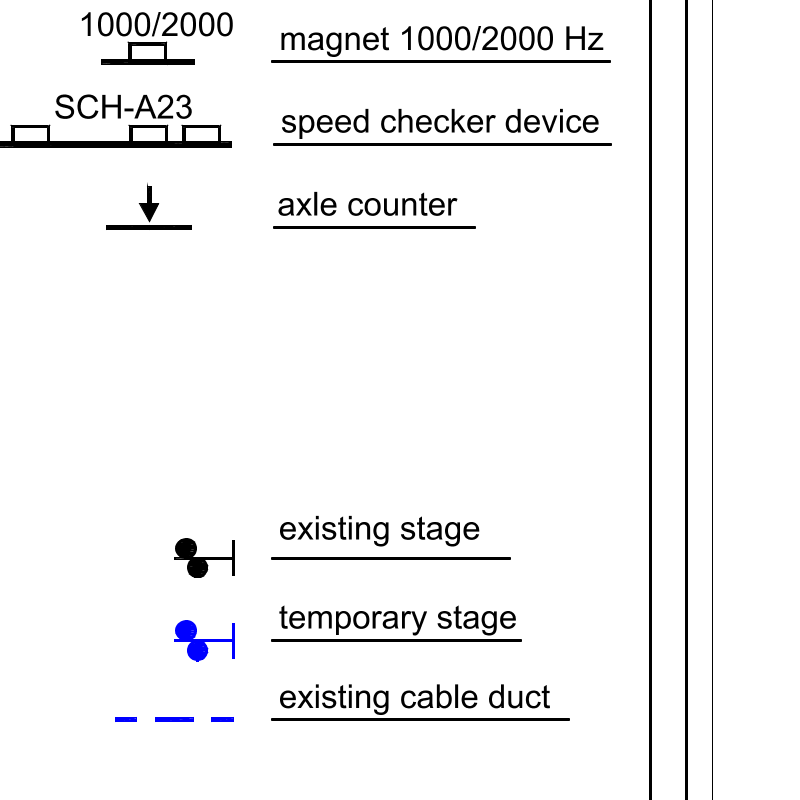 1000/2000
magnet 1000/2000 Hz
SCH-A23
speed checker device
axle counter
existing stage
temporary stage
existing cable duct